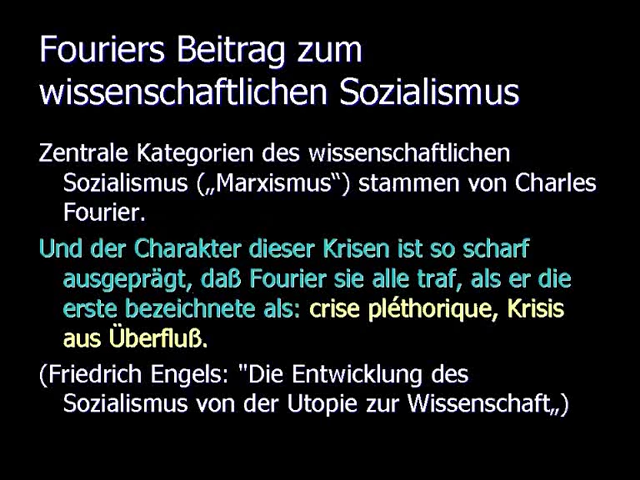 Fouriers Beitrag zum
wissenschaftlichen Sozialismus
Zentrale Kategorien des wissenschaftlichen
Sozialismus („Marxismus“) stammen von Charles
Fourier.
Und der Charakter dieser Krisen ist so scharf
ausgeprägt, daß Fourier sie alle traf, als er die
erste bezeichnete als: crise pléthorique, Krisis
aus Überfluß.
(Friedrich Engels: "Die Entwicklung des
Sozialismus von der Utopie zur Wissenschaft„)